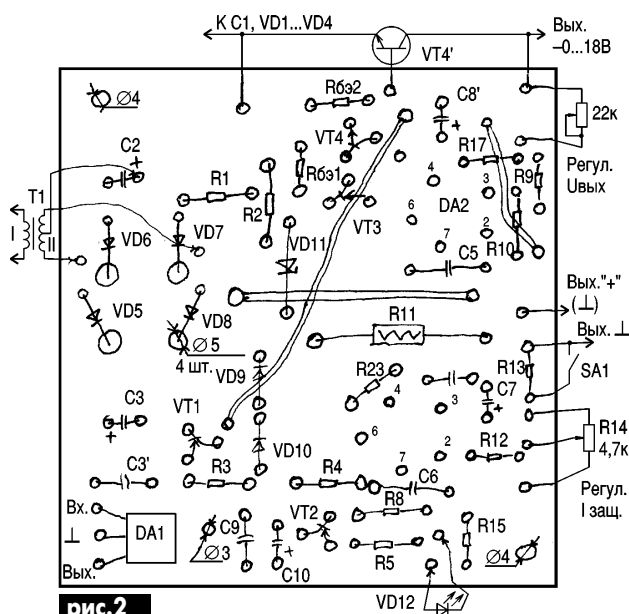 К С1, VD1...VD4
Вых.
–0...18В
VT4'
∅4
Rбэ2
C8'
+
22к
VT4
R17
C2
+
Rбэ1
Регул.
Uвых
T1
R1
4
R9
3
R2
VT3
DA2
I
II
6
2
VD6
VD7
VD11
7
R10
C5
Вых."+"
(⊥)
VD5
VD8
R11
Вых. ⊥
∅5
4 шт.
R13
SA1
VD9
R23
C7
+
4
3
C3
+
VT1
R14
4,7к
6
VD10
2
R12
7
C3'
R3
R4
C6
Регул.
I защ.
Вх.
R8
C9
VT2
⊥
DA1
R15
∅3
+
R5
∅4
Вых.
C10
VD12
рис.2